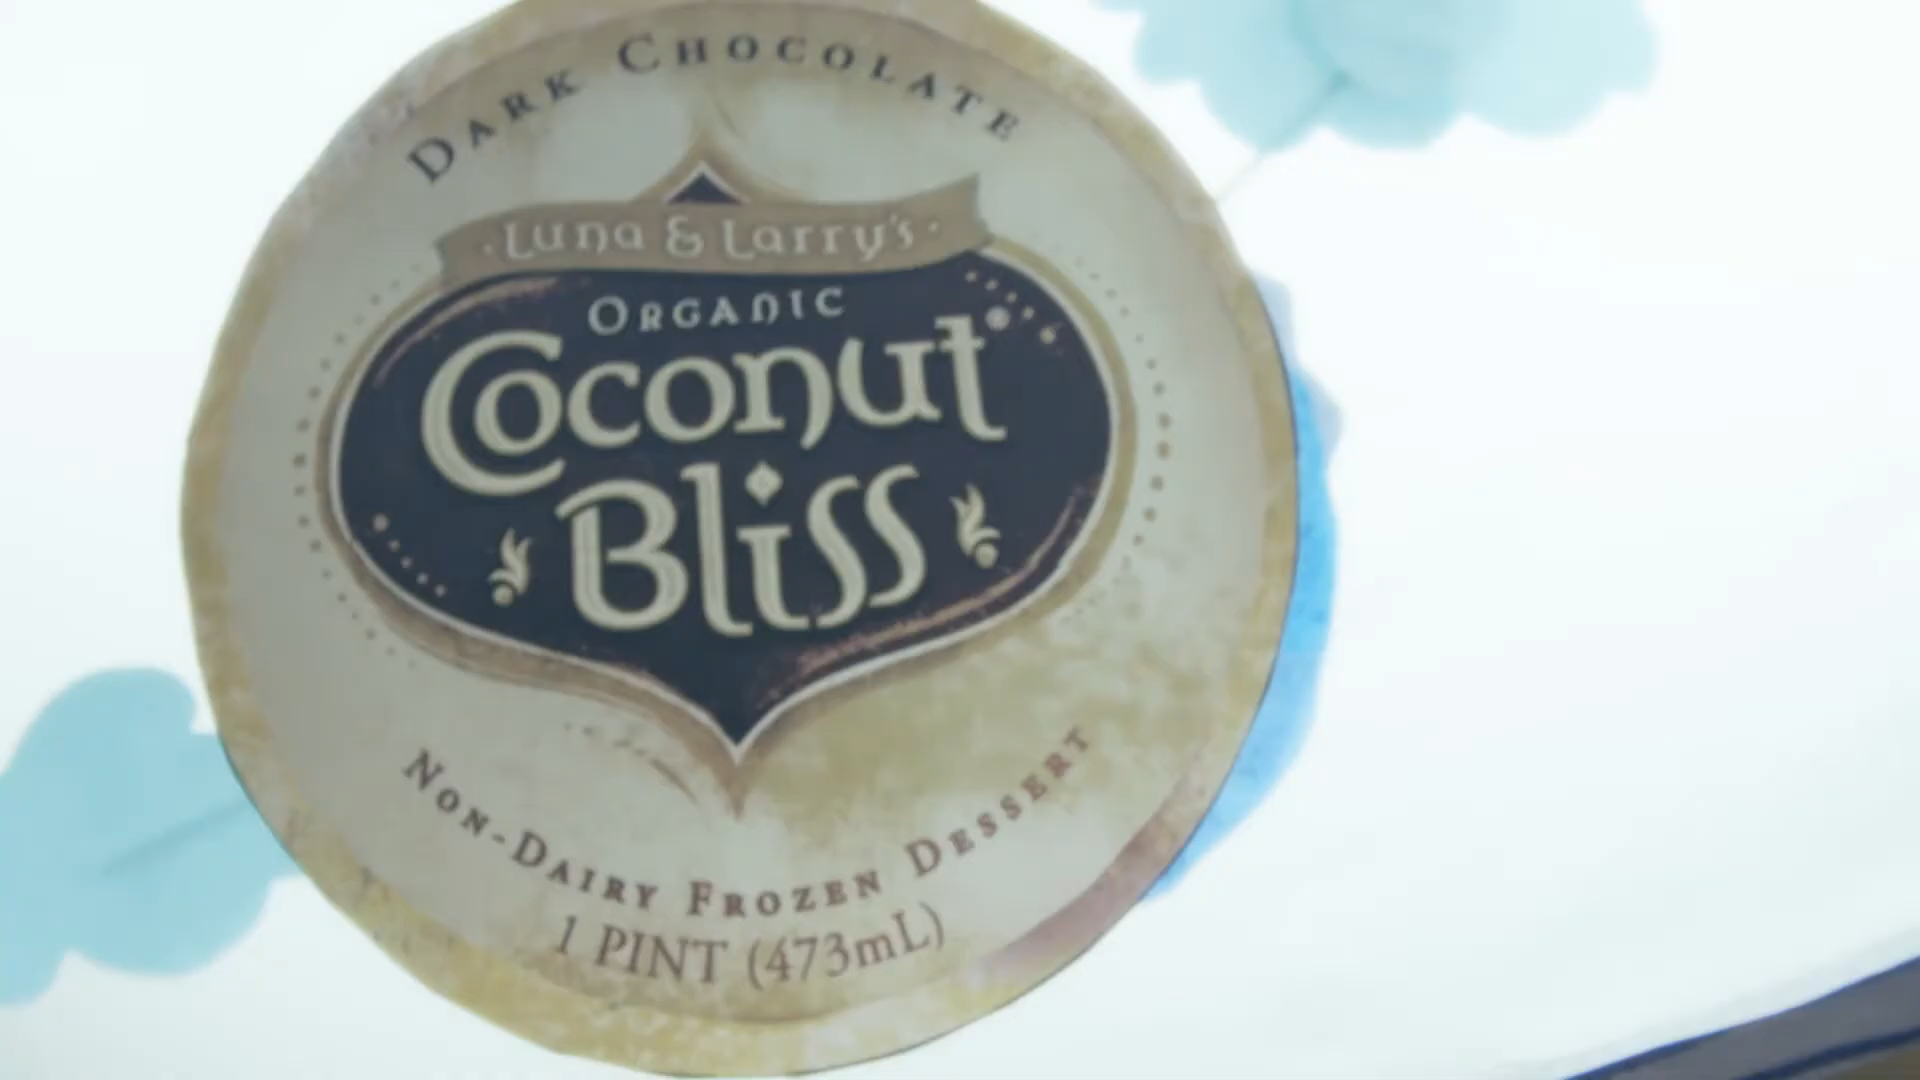 DARK CHOCOLATE
·Luna & Larry's·
ORGANIC
Coconut
Bliss
NON-DAIRY FROZEN DESSERT
1 PINT (473mL)